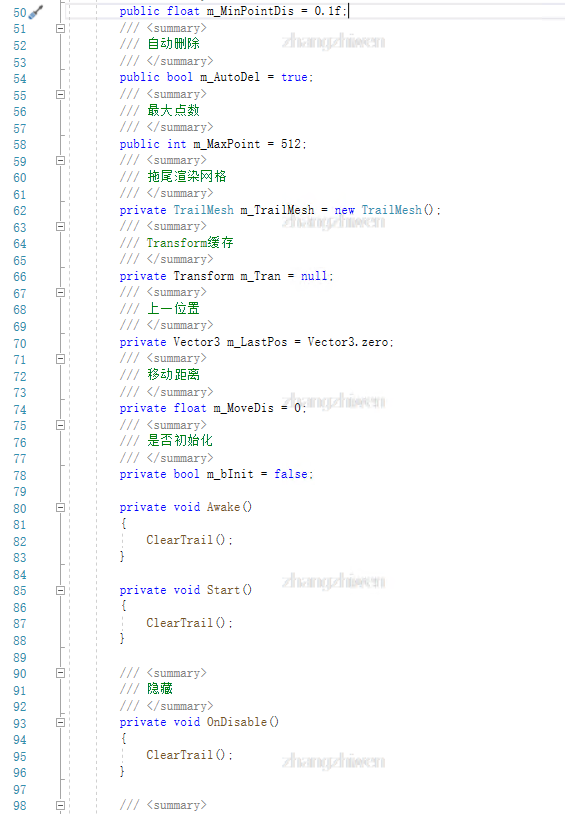 50 public float m_MinPointDis = 0.1f;
51 /// <summary>
52 /// 自动删除
53 /// </summary>
54 public bool m_AutoDel = true;
55 /// <summary>
56 /// 最大点数
57 /// </summary>
58 public int m_MaxPoint = 512;
59 /// <summary>
60 /// 拖尾渲染网格
61 /// </summary>
62 private TrailMesh m_TrailMesh = new TrailMesh();
63 /// <summary>
64 /// Transform缓存
65 /// </summary>
66 private Transform m_Tran = null;
67 /// <summary>
68 /// 上一位置
69 /// </summary>
70 private Vector3 m_LastPos = Vector3.zero;
71 /// <summary>
72 /// 移动距离
73 /// </summary>
74 private float m_MoveDis = 0;
75 /// <summary>
76 /// 是否初始化
77 /// </summary>
78 private bool m_bInit = false;
79
80 private void Awake()
81 {
82 ClearTrail();
83 }
84
85 private void Start()
86 {
87 ClearTrail();
88 }
89
90 /// <summary>
91 /// 隐藏
92 /// </summary>
93 private void OnDisable()
94 {
95 ClearTrail();
96 }
97
98 /// <summary>
zhangzhiwen
zhangzhiwen
zhangzhiwen
zhangzhiwen
zhangzhiwen